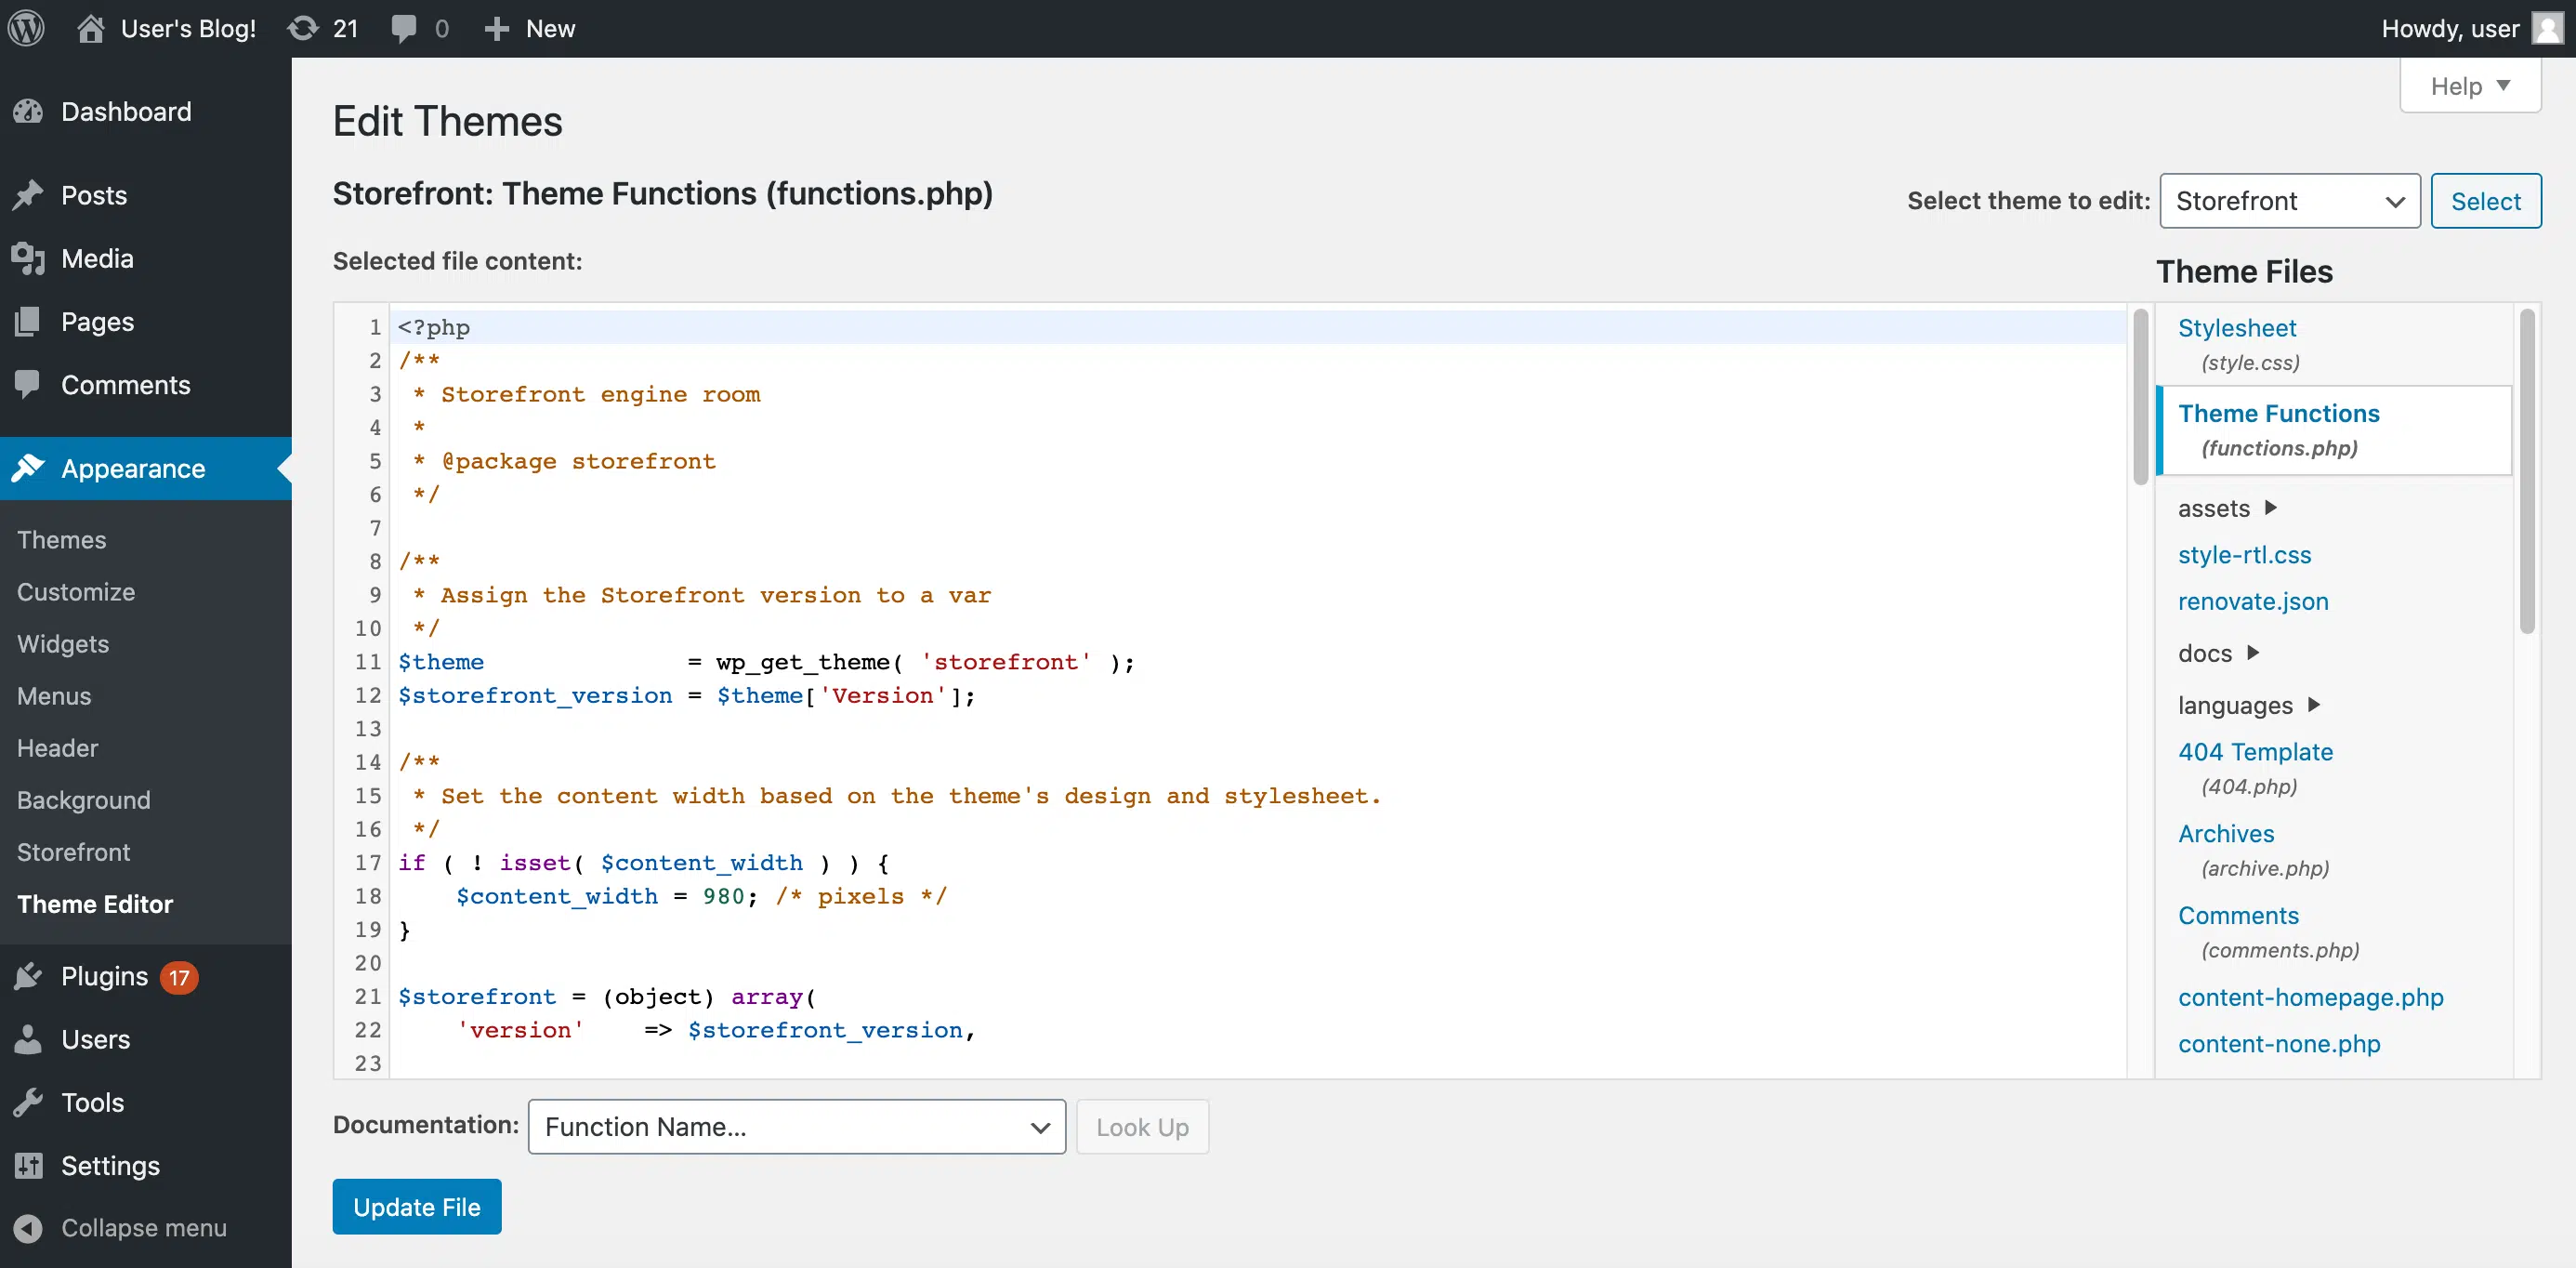 User's Blog! 21 0 New Howdy, user
Help
Dashboard
Posts
Media
Pages
Comments
Appearance
Themes
Customize
Widgets
Menus
Header
Background
Storefront
Theme Editor
Plugins 17
Users
Tools
Settings
Collapse menu
Edit Themes
Storefront: Theme Functions (functions.php)
Select theme to edit: Storefront Select
Selected file content:
1 <?php
2 /**
3  * Storefront engine room
4  *
5  * @package storefront
6  */
7
8 /**
9  * Assign the Storefront version to a var
10  */
11 $theme              = wp_get_theme( 'storefront' );
12 $storefront_version = $theme['Version'];
13
14 /**
15  * Set the content width based on the theme's design and stylesheet.
16  */
17 if ( ! isset( $content_width ) ) {
18     $content_width = 980; /* pixels */
19 }
20
21 $storefront = (object) array(
22     'version'    => $storefront_version,
23
Theme Files
Stylesheet
(style.css)
Theme Functions
(functions.php)
assets
style-rtl.css
renovate.json
docs
languages
404 Template
(404.php)
Archives
(archive.php)
Comments
(comments.php)
content-homepage.php
content-none.php
Documentation: Function Name... Look Up
Update File